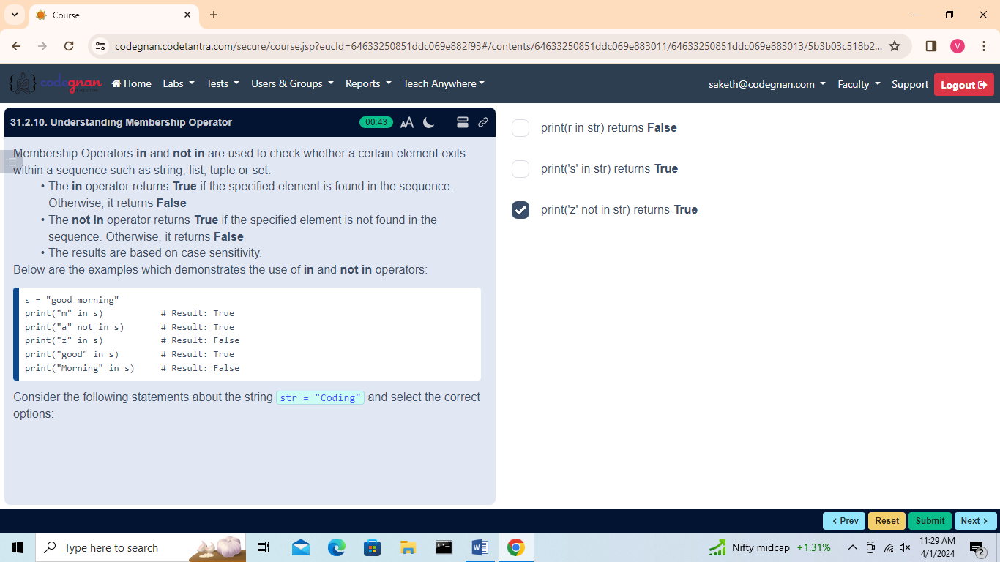 Course
codegnan.codetantra.com/secure/course.jsp?eucld=64633250851ddc069e882f93#/contents/64633250851ddc069e883011/64633250851ddc069e883013/5b3b03c518b2...
V
codegnan
Home Labs Tests Users & Groups Reports Teach Anywhere saketh@codegnan.com Faculty Support Logout
31.2.10. Understanding Membership Operator 00:43 AA
Membership Operators in and not in are used to check whether a certain element exits
within a sequence such as string, list, tuple or set.
• The in operator returns True if the specified element is found in the sequence.
Otherwise, it returns False
• The not in operator returns True if the specified element is not found in the
sequence. Otherwise, it returns False
• The results are based on case sensitivity.
Below are the examples which demonstrates the use of in and not in operators:
s = "good morning"
print("m" in s) # Result: True
print("a" not in s) # Result: True
print("z" in s) # Result: False
print("good" in s) # Result: True
print("Morning" in s) # Result: False
Consider the following statements about the string str = "Coding" and select the correct
options:
print(r in str) returns False
print('s' in str) returns True
print('z' not in str) returns True
< Prev Reset Submit Next >
Type here to search
Nifty midcap +1.31%
11:29 AM
4/1/2024
2